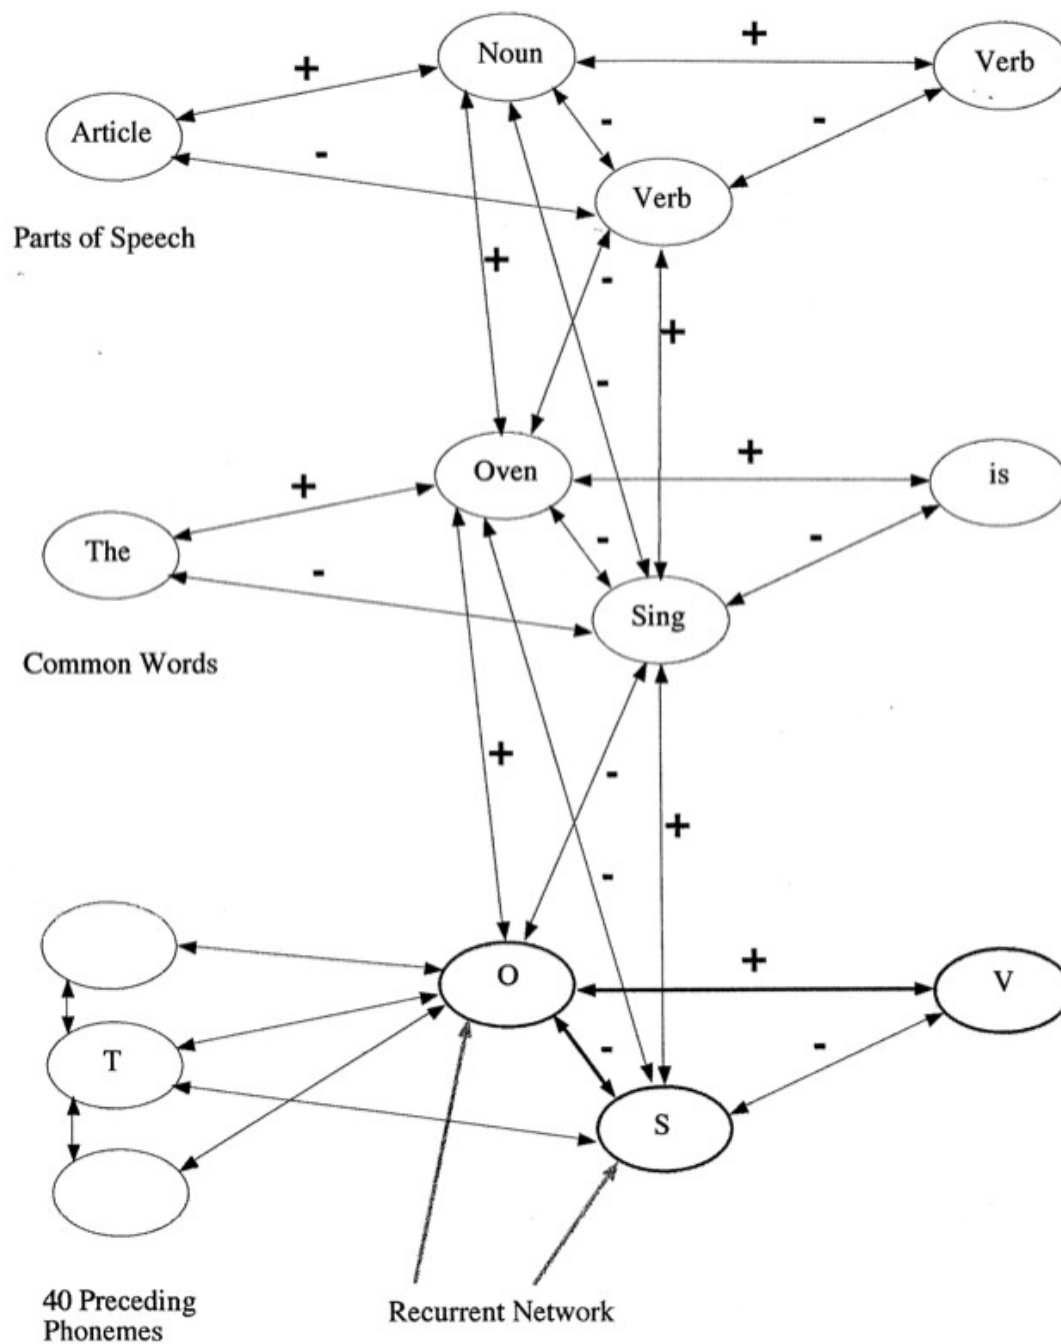 Noun
+
Verb
+
Article
-
-
-
Verb
Parts of Speech
+
-
+
-
Oven
+
is
+
The
-
-
-
Sing
Common Words
+
-
+
-
O
+
V
T
-
-
S
40 Preceding
Phonemes
Recurrent Network